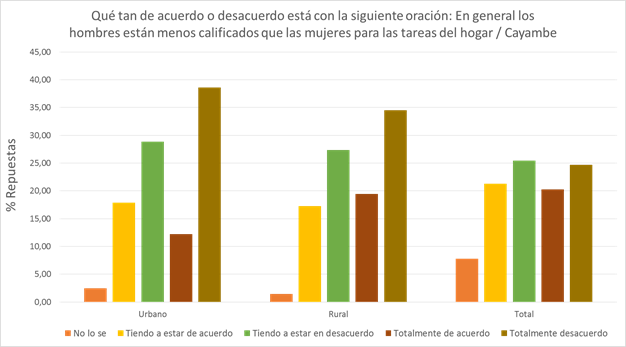 Qué tan de acuerdo o desacuerdo está con la siguiente oración: En general los
hombres están menos calificados que las mujeres para las tareas del hogar / Cayambe
% Repuestas
45,00
40,00
35,00
30,00
25,00
20,00
15,00
10,00
5,00
0,00
Urbano Rural Total
No lo se Tiendo a estar de acuerdo Tiendo a estar en desacuerdo Totalmente de acuerdo Totalmente desacuerdo